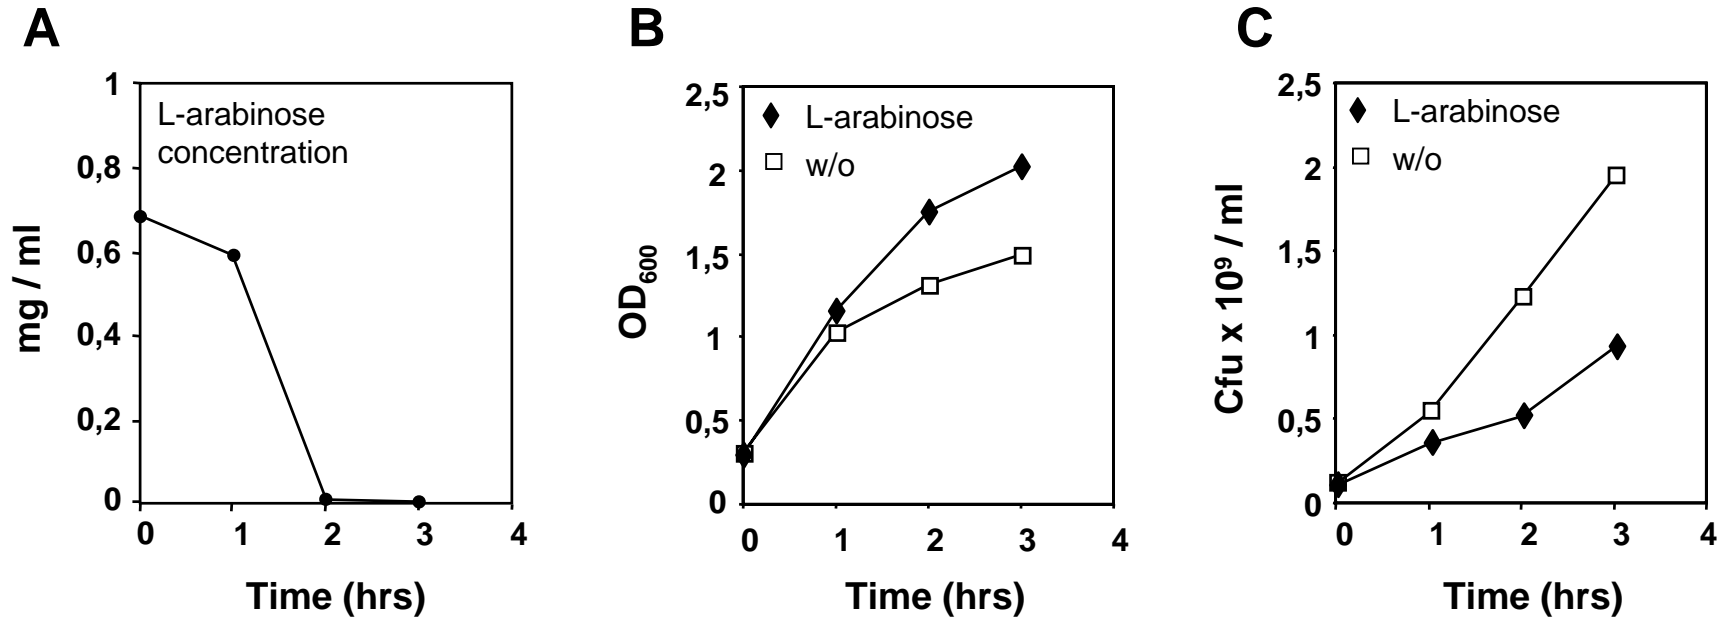 A
1
0,8
0,6
0,4
0,2
0
L-arabinose
concentration
mg / ml
0 1 2 3 4
Time (hrs)
B
2,5
2
1,5
1
0,5
0
L-arabinose
w/o
OD600
0 1 2 3 4
Time (hrs)
C
2,5
2
1,5
1
0,5
0
L-arabinose
w/o
Cfu x 10⁹ / ml
0 1 2 3 4
Time (hrs)